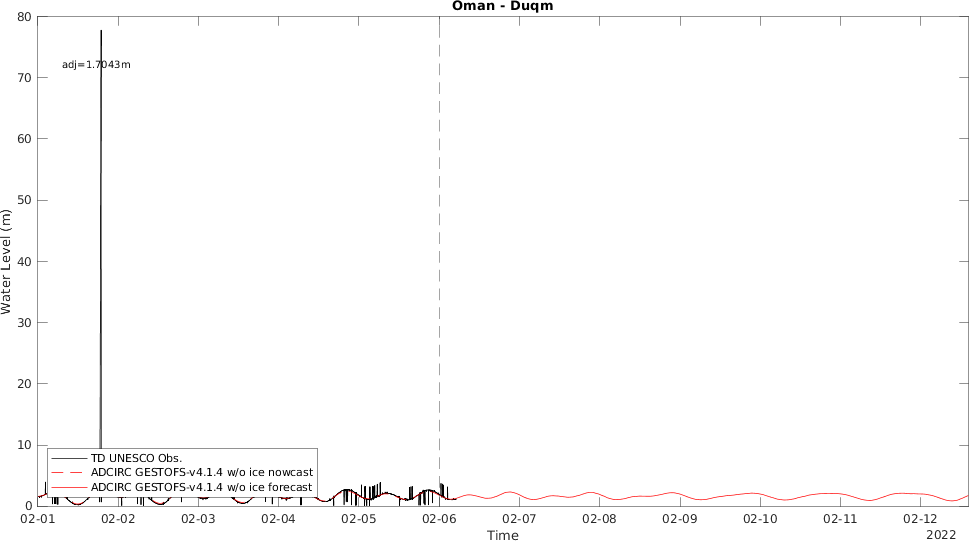 Oman - Duqm
80
adj=1.7043m
70
60
50
40
30
20
10
0
Water Level (m)
TD UNESCO Obs.
ADCIRC GESTOFS-v4.1.4 w/o ice nowcast
ADCIRC GESTOFS-v4.1.4 w/o ice forecast
02-01 02-02 02-03 02-04 02-05 02-06 02-07 02-08 02-09 02-10 02-11 02-12
Time
2022